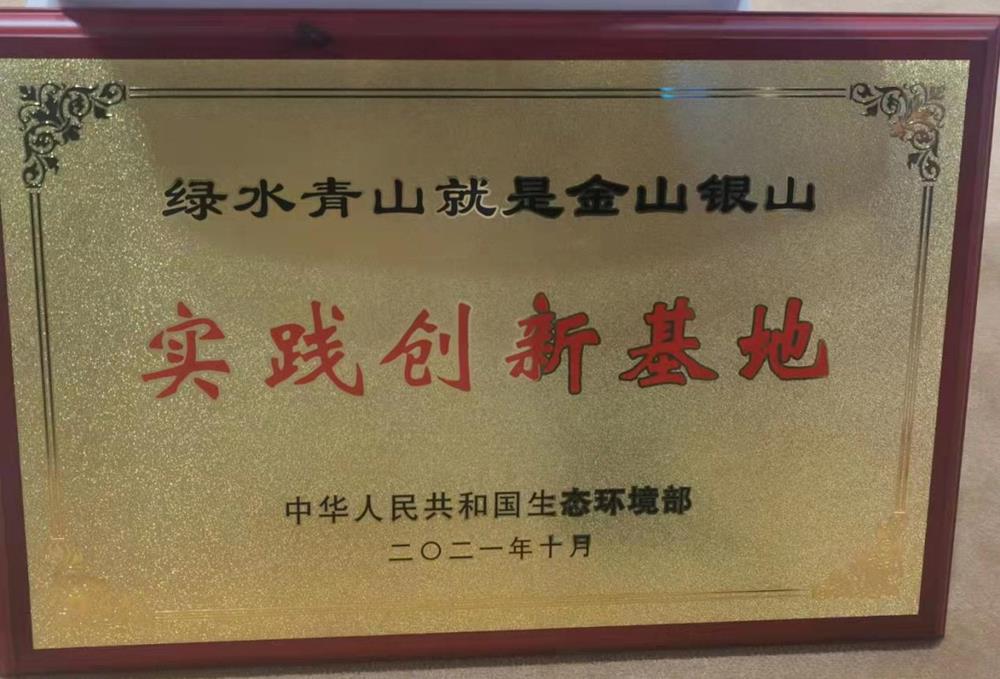 绿水青山就是金山银山
实践创新基地
中华人民共和国生态环境部
二〇二一年十月